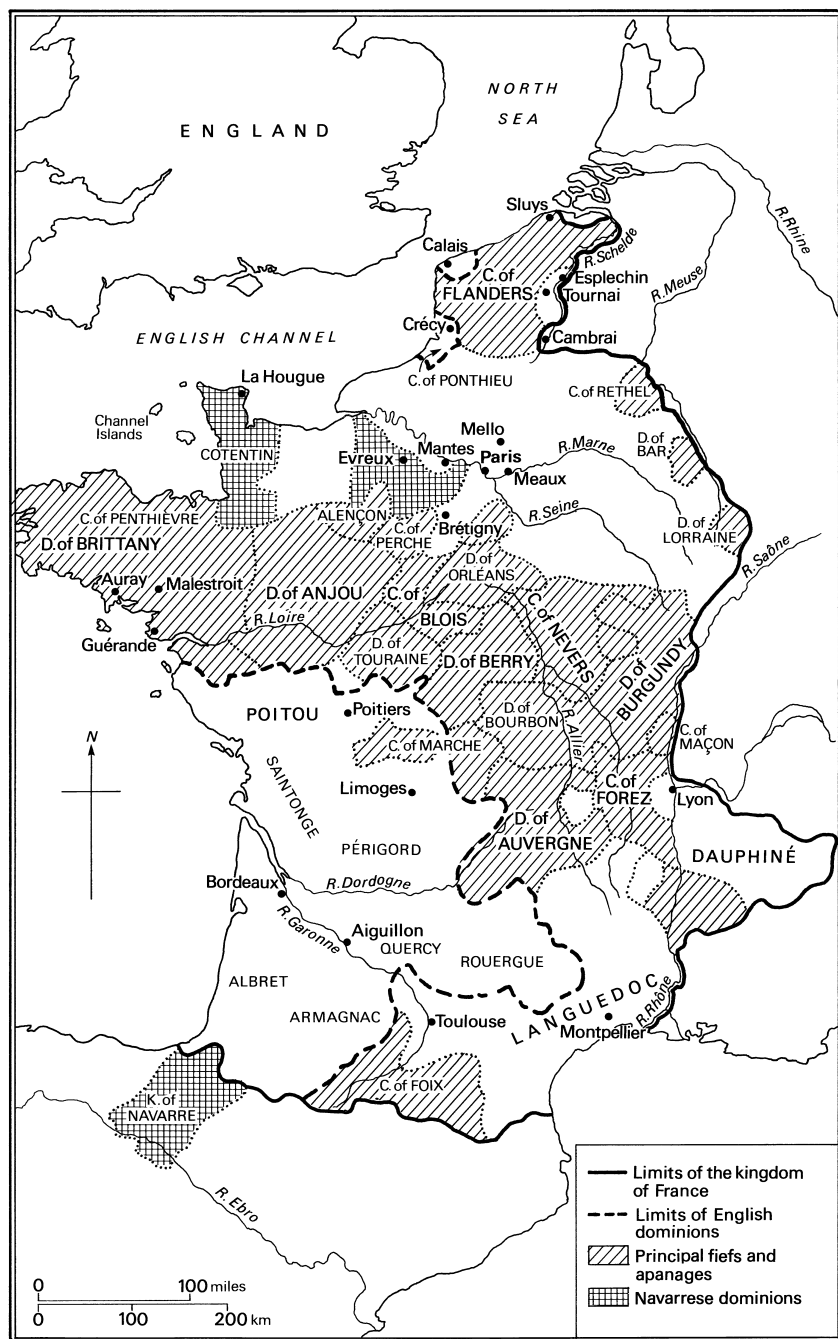 NORTH
SEA
ENGLAND
Sluys
R.Rhine
Calais
R.Schelde
C. of
FLANDERS
Esplechin
Tournai
R.Meuse
ENGLISH CHANNEL
Crécy
Cambrai
C. of PONTHIEU
La Hougue
C. of RETHEL
Channel
Islands
Mello
D. of
BAR
COTENTIN
Evreux
Mantes
Paris
R.Marne
Meaux
C. of PENTHIÈVRE
ALENÇON
C. of
PERCHE
Brétigny
R.Seine
D. of
LORRAINE
D. of BRITTANY
D. of
ORLÉANS
R.Saône
Auray
Malestroit
D. of ANJOU
C. of
BLOIS
C. of NEVERS
R.Loire
Guérande
D. of
TOURAINE
D. of BERRY
D. of
BURGUNDY
POITOU
Poitiers
D. of
BOURBON
R.Allier
C. of
MAÇON
C. of MARCHE
SAINTONGE
Limoges
C. of
FOREZ
Lyon
PÉRIGORD
D. of
AUVERGNE
DAUPHINÉ
Bordeaux
R.Dordogne
R.Garonne
Aiguillon
QUERCY
ROUERGUE
ALBRET
LANGUEDOC
R.Rhône
ARMAGNAC
Toulouse
Montpéllier
K. of
NAVARRE
C. of FOIX
R. Ebro
N
Limits of the kingdom
of France
Limits of English
dominions
Principal fiefs and
apanages
Navarrese dominions
0 100 miles
0 100 200 km